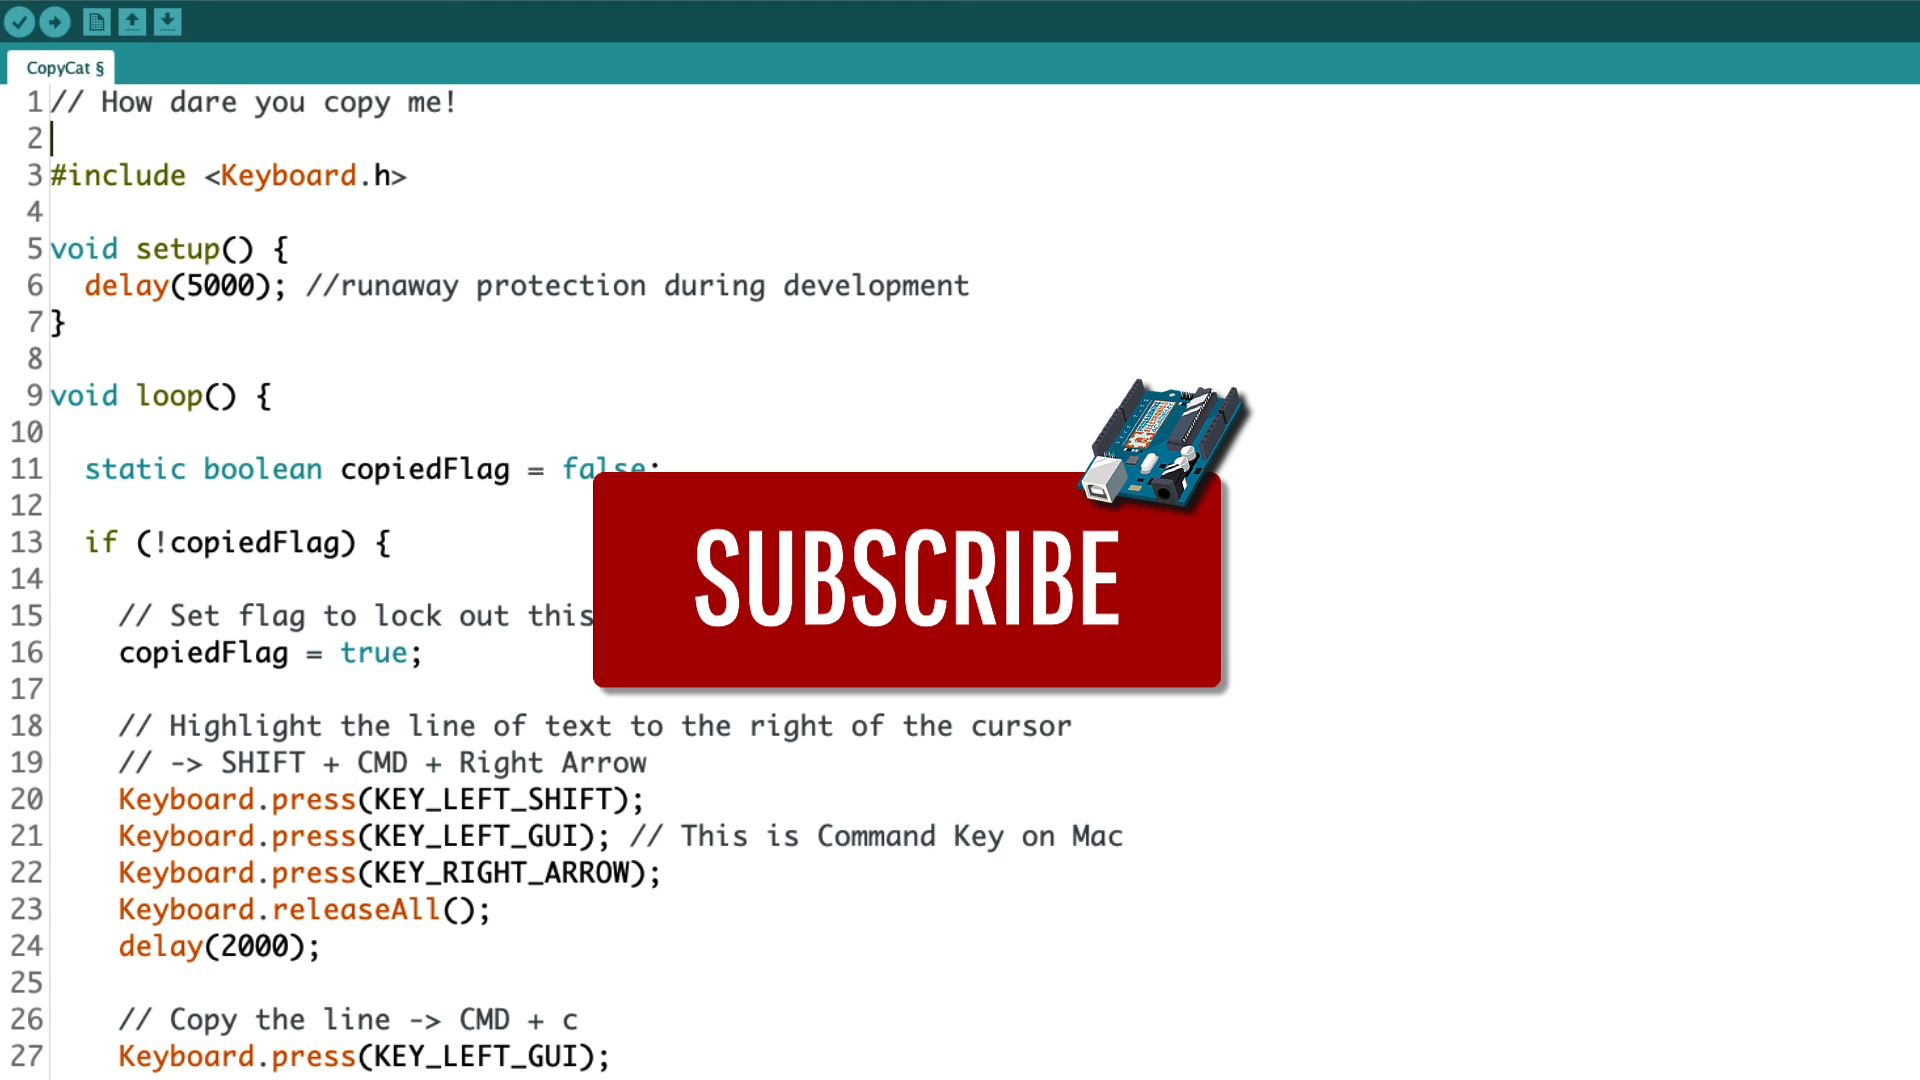 CopyCat §
1 // How dare you copy me!
2
3 #include <Keyboard.h>
4
5 void setup() {
6 delay(5000); //runaway protection during development
7 }
8
9 void loop() {
10
11 static boolean copiedFlag = false;
12
13 if (!copiedFlag) {
14
15 // Set flag to lock out this
16 copiedFlag = true;
17
SUBSCRIBE
18 // Highlight the line of text to the right of the cursor
19 // -> SHIFT + CMD + Right Arrow
20 Keyboard.press(KEY_LEFT_SHIFT);
21 Keyboard.press(KEY_LEFT_GUI); // This is Command Key on Mac
22 Keyboard.press(KEY_RIGHT_ARROW);
23 Keyboard.releaseAll();
24 delay(2000);
25
26 // Copy the line -> CMD + c
27 Keyboard.press(KEY_LEFT_GUI);